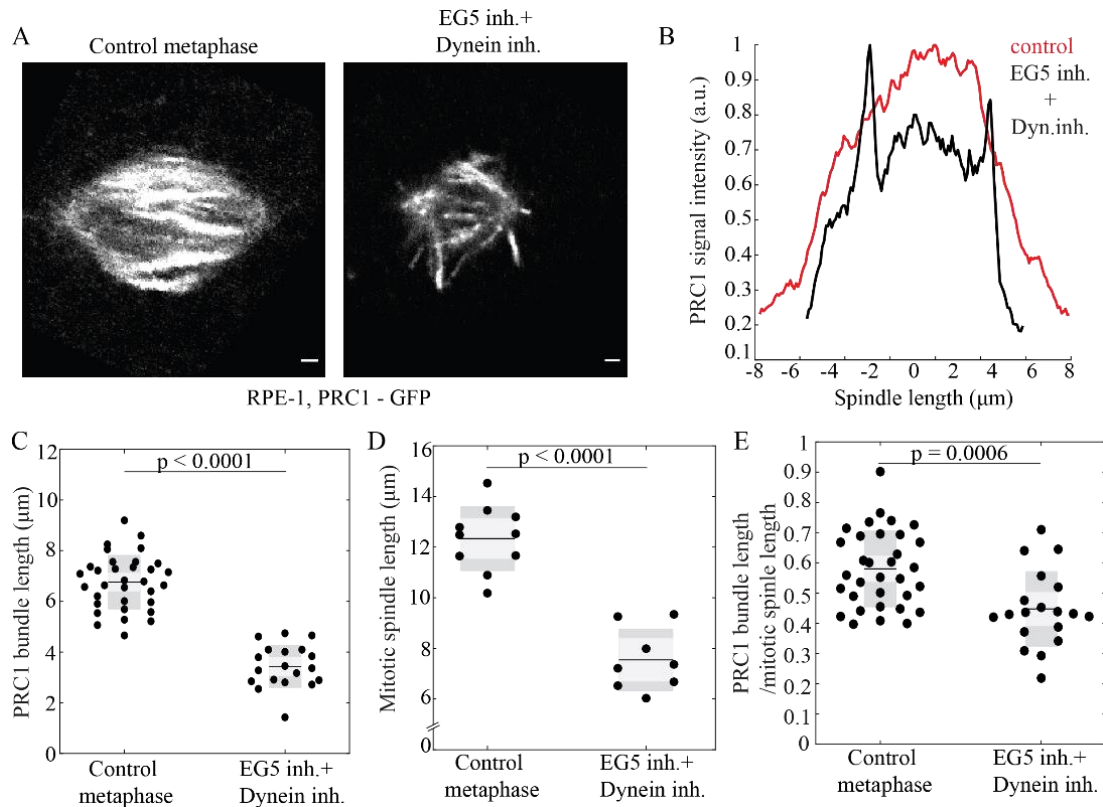 A
Control metaphase
EG5 inh.+
Dynein inh.
RPE-1, PRC1 - GFP
B
PRC1 signal intensity (a.u.)
1
0.9
0.8
0.7
0.6
0.5
0.4
0.3
0.2
0.1
control
EG5 inh.
+
Dyn.inh.
-8 -6 -4 -2 0 2 4 6 8
Spindle length (µm)
C
PRC1 bundle length (µm)
12
10
8
6
4
2
0
p < 0.0001
Control
metaphase
EG5 inh.+
Dynein inh.
D
Mitotic spindle length (µm)
16
14
12
10
8
6
0
p < 0.0001
Control
metaphase
EG5 inh.+
Dynein inh.
E
PRC1 bundle length
/mitotic spinle length
1
0.9
0.8
0.7
0.6
0.5
0.4
0.3
0.2
0.1
0
p = 0.0006
Control
metaphase
EG5 inh.+
Dynein inh.